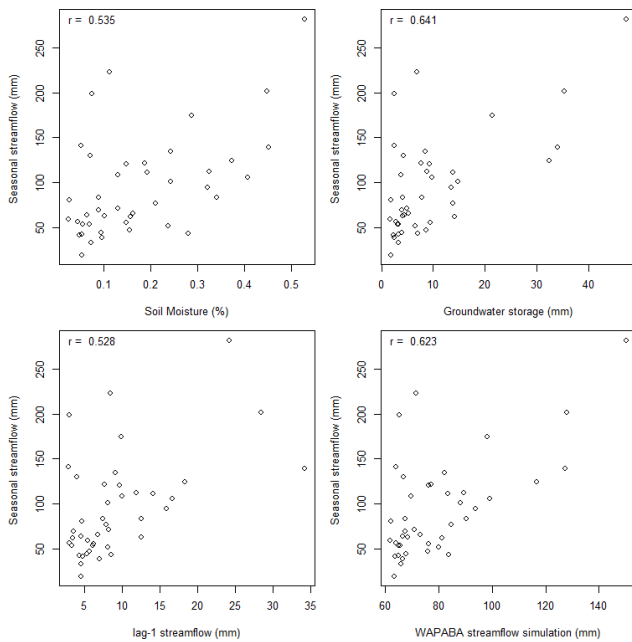 r = 0.535
Seasonal streamflow (mm)
250
200
150
100
50
0.1 0.2 0.3 0.4 0.5
Soil Moisture (%)
r = 0.641
Seasonal streamflow (mm)
250
200
150
100
50
0 10 20 30 40
Groundwater storage (mm)
r = 0.528
Seasonal streamflow (mm)
250
200
150
100
50
5 10 15 20 25 30 35
lag-1 streamflow (mm)
r = 0.623
Seasonal streamflow (mm)
250
200
150
100
50
60 80 100 120 140
WAPABA streamflow simulation (mm)